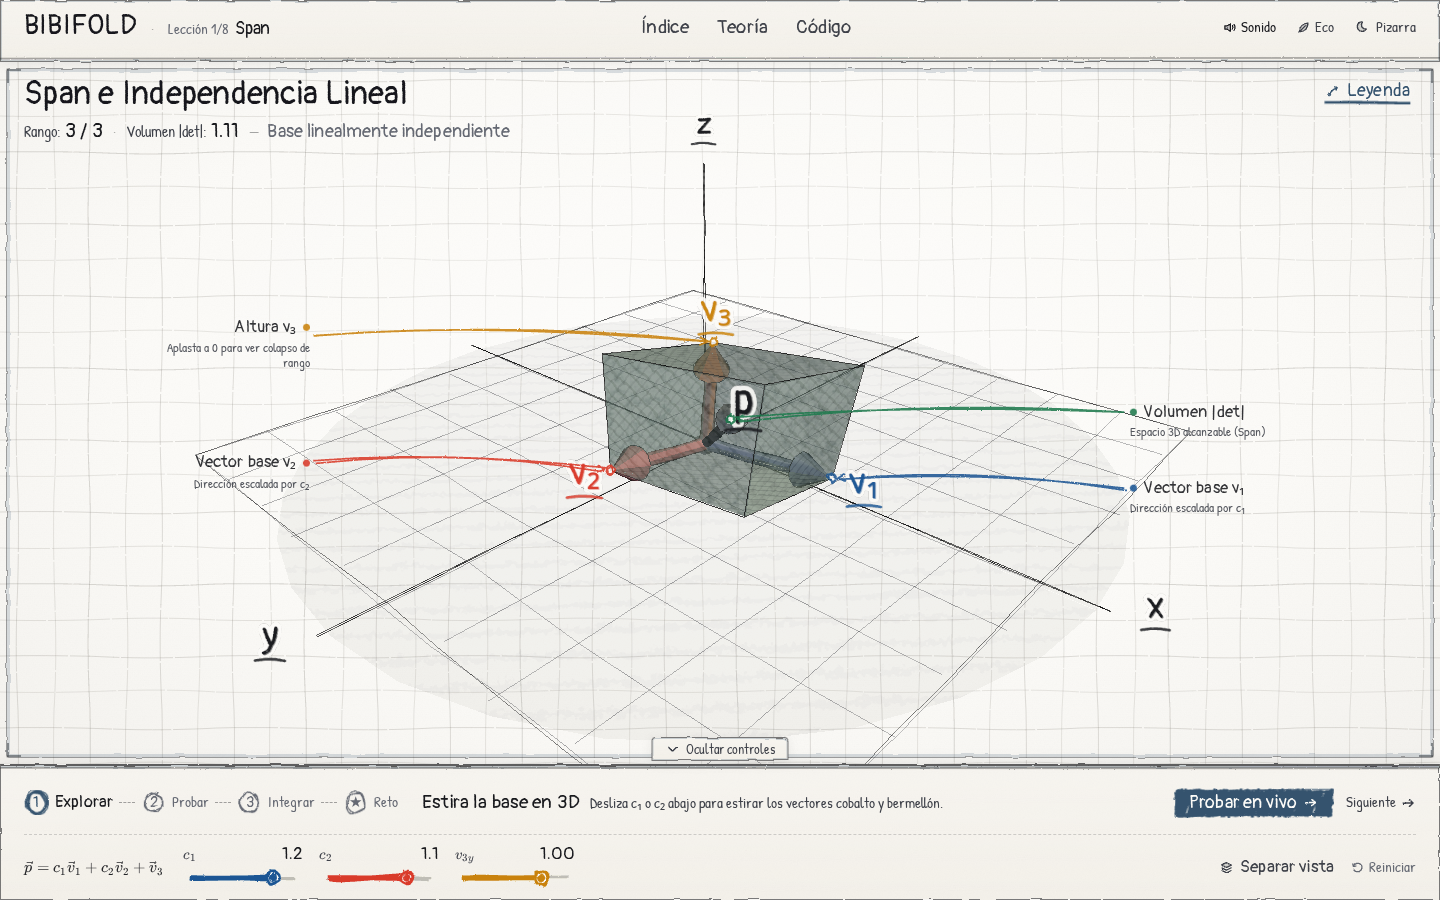 BIBIFOLD · Lección 1/8 Span
Índice Teoría Código
Sonido Eco Pizarra
Span e Independencia Lineal
Rango: 3 / 3 · Volumen |det|: 1.11 — Base linealmente independiente
Leyenda
z
Altura v₃
Aplasta a 0 para ver colapso de
rango
v₃
p
Volumen |det|
Espacio 3D alcanzable (Span)
Vector base v₂
Dirección escalada por c₂
v₂
v₁
Vector base v₁
Dirección escalada por c₁
y
x
Ocultar controles
1 Explorar 2 Probar 3 Integrar Reto
Estira la base en 3D Desliza c₁ o c₂ abajo para estirar los vectores cobalto y bermellón.
Probar en vivo → Siguiente →
p⃗ = c₁v⃗₁ + c₂v⃗₂ + v⃗₃
c₁ 1.2 c₂ 1.1 v₃y 1.00
Separar vista Reiniciar